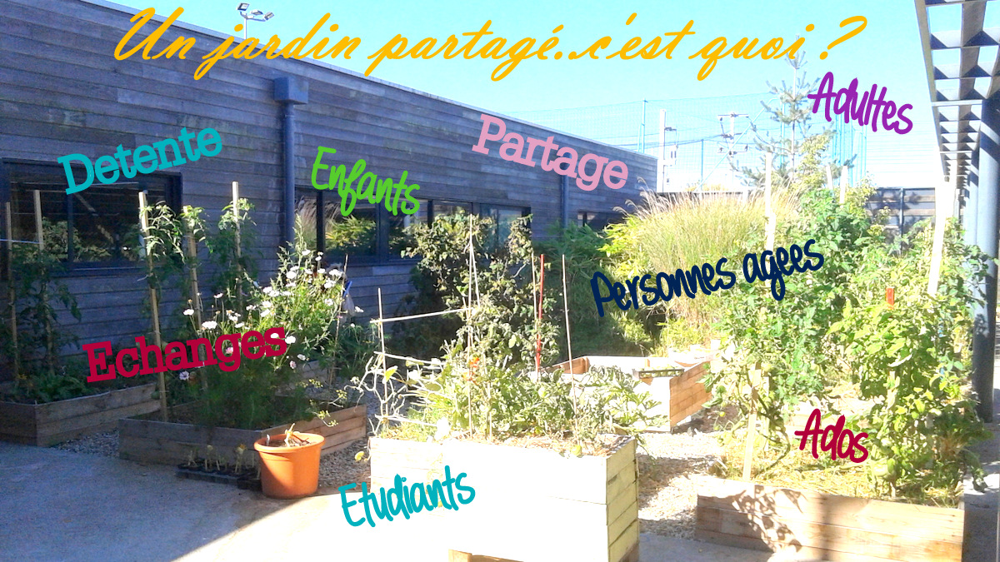 Un jardin partagé..c'est quoi ?
Adultes
Detente
Partage
Enfants
Personnes agees
Echanges
Ados
Etudiants